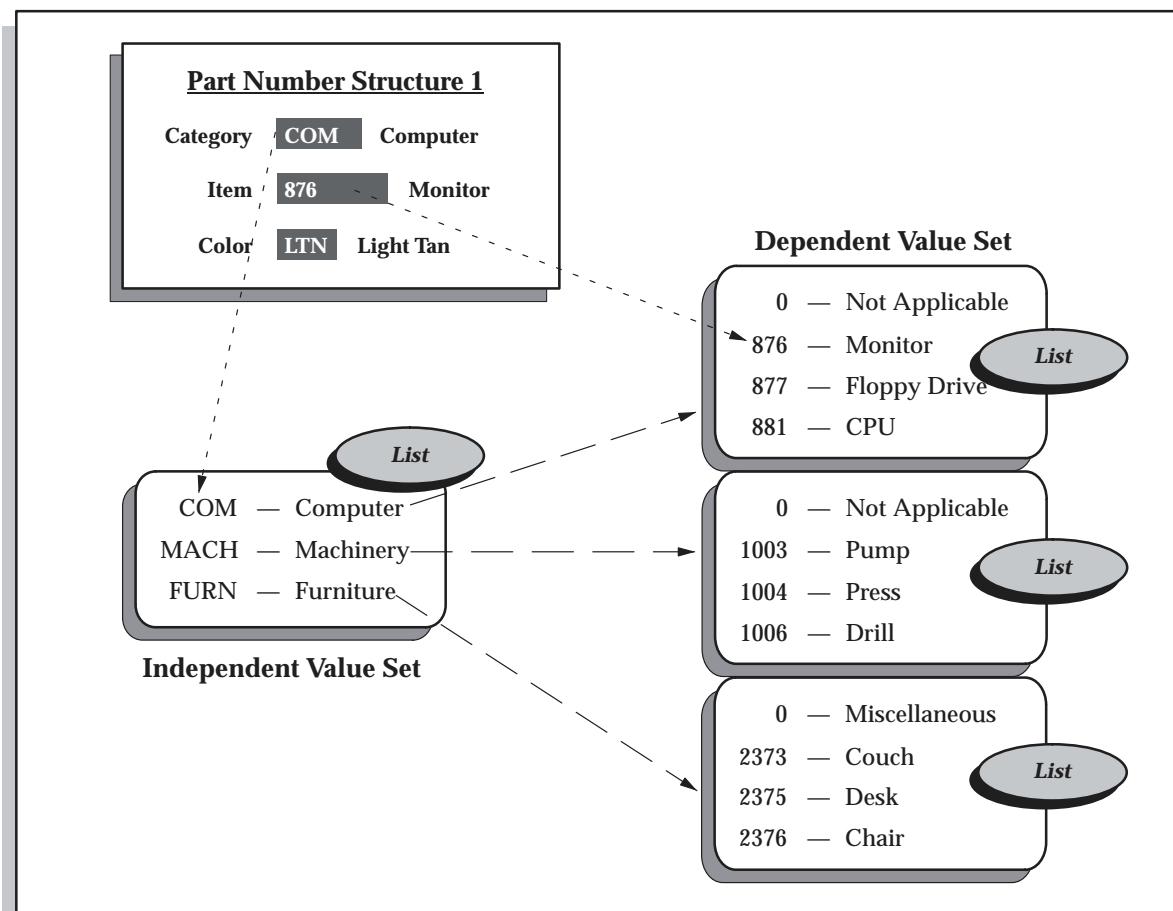 Part Number Structure 1
Category COM Computer
Item 876 Monitor
Color LTN Light Tan
Dependent Value Set
0 — Not Applicable
876 — Monitor
877 — Floppy Drive
881 — CPU
List
List
COM — Computer
MACH — Machinery
FURN — Furniture
Independent Value Set
0 — Not Applicable
1003 — Pump
1004 — Press
1006 — Drill
List
0 — Miscellaneous
2373 — Couch
2375 — Desk
2376 — Chair
List